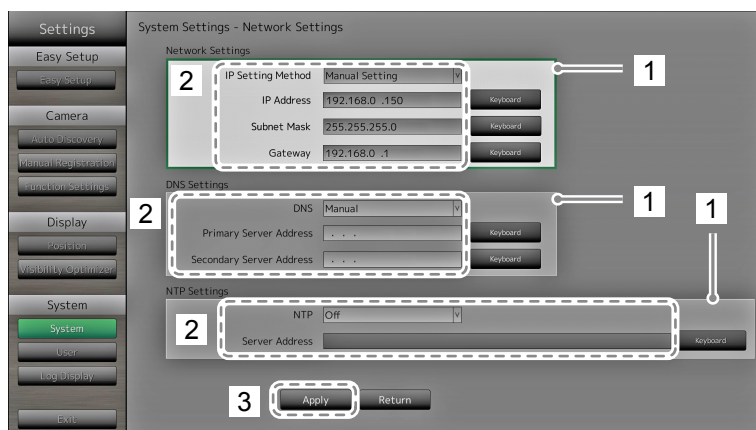 Settings
Easy Setup
Easy Setup
Camera
Auto Discovery
Manual Registration
Function Settings
Display
Position
Visibility Optimizer
System
System
User
Log Display
Exit
System Settings - Network Settings
Network Settings
1
2
IP Setting Method Manual Setting
IP Address 192.168.0 .150 Keyboard
Subnet Mask 255.255.255.0 Keyboard
Gateway 192.168.0 .1 Keyboard
DNS Settings
1
1
2
DNS Manual
Primary Server Address . . . Keyboard
Secondary Server Address . . . Keyboard
NTP Settings
2
NTP Off
Server Address Keyboard
3
Apply Return